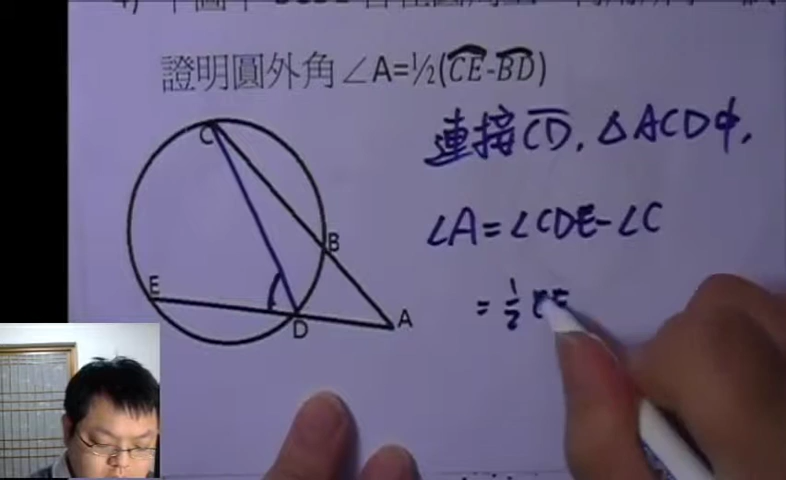 證明圓外角∠A=½(CE-BD)
連接CD, △ACD中,
∠A=∠CDE-∠C
=½CE
C
B
E
D
A